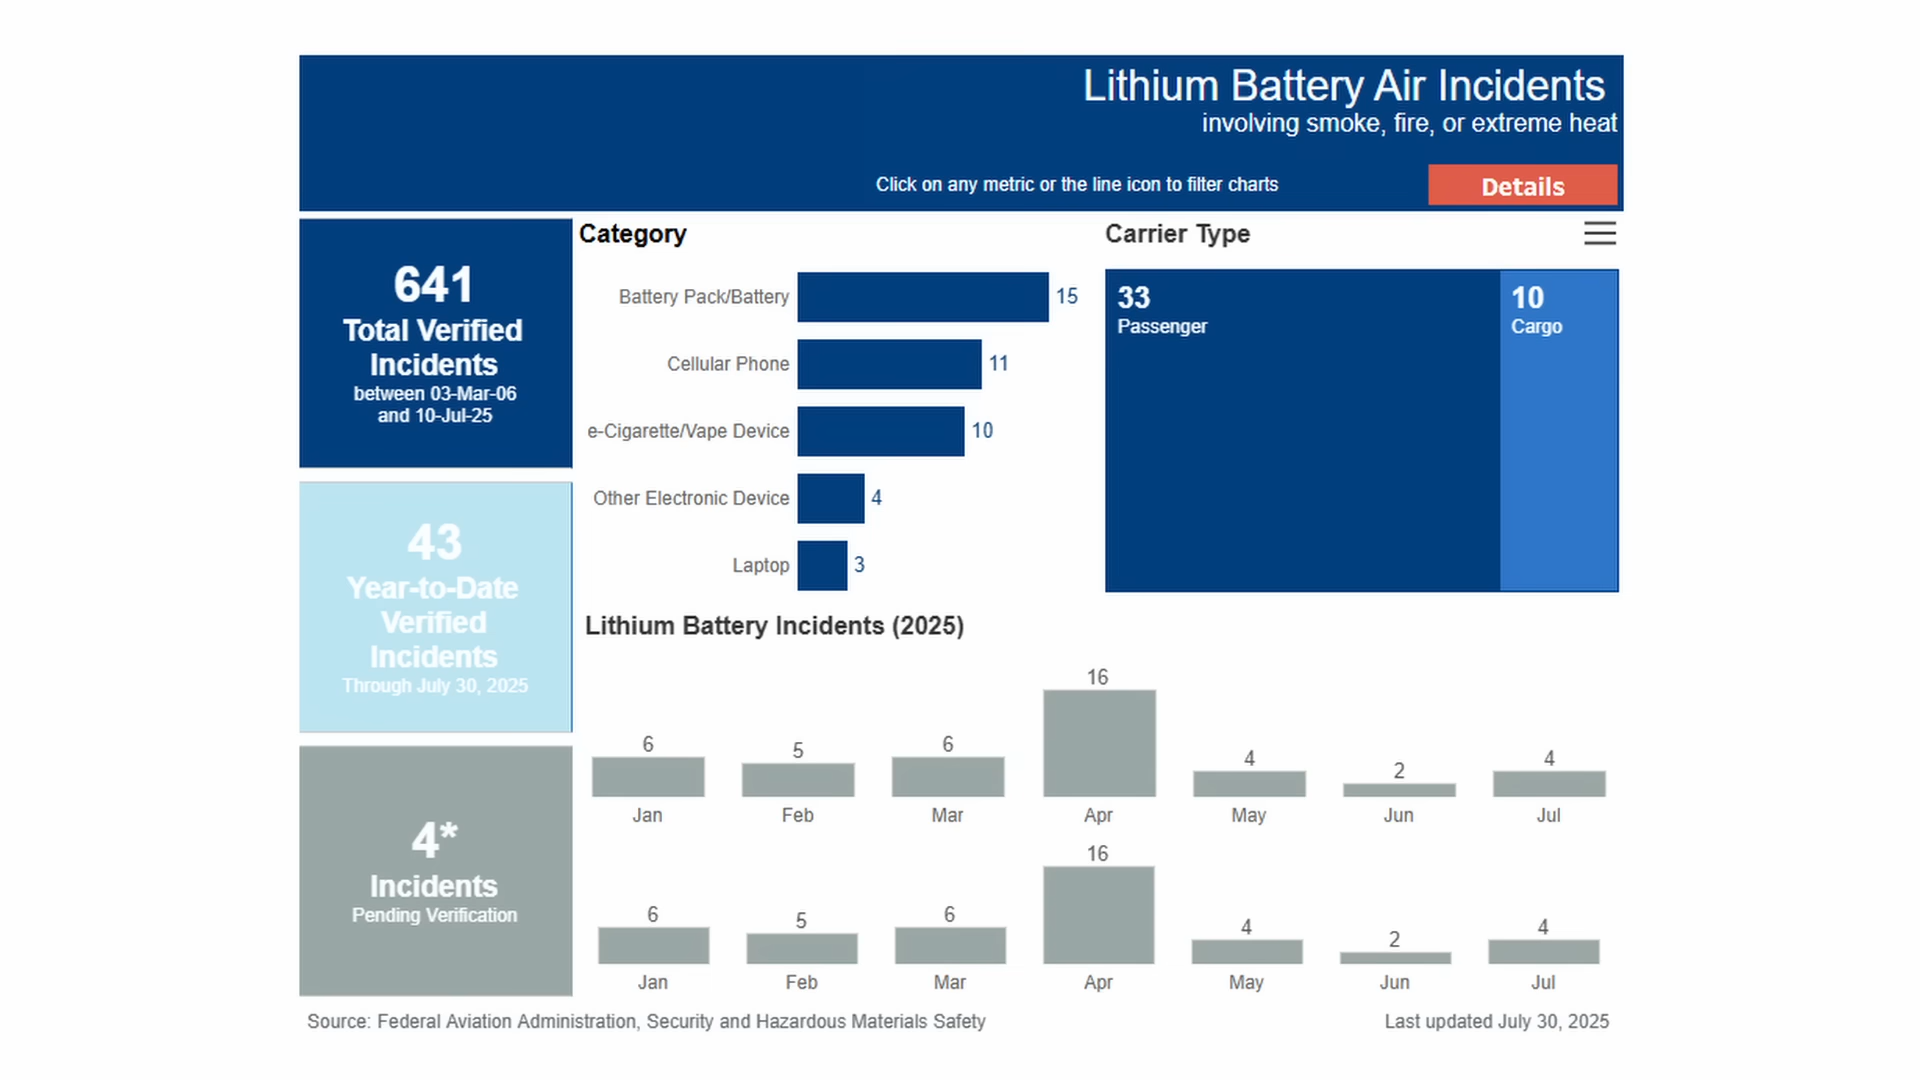 Lithium Battery Air Incidents
involving smoke, fire, or extreme heat
Click on any metric or the line icon to filter charts
Details
641
Total Verified
Incidents
between 03-Mar-06
and 10-Jul-25
43
Year-to-Date
Verified
Incidents
Through July 30, 2025
4*
Incidents
Pending Verification
Category
Battery Pack/Battery 15
Cellular Phone 11
e-Cigarette/Vape Device 10
Other Electronic Device 4
Laptop 3
Carrier Type
33
Passenger
10
Cargo
Lithium Battery Incidents (2025)
6 5 6 16 4 2 4
Jan Feb Mar Apr May Jun Jul
6 5 6 16 4 2 4
Jan Feb Mar Apr May Jun Jul
Source: Federal Aviation Administration, Security and Hazardous Materials Safety
Last updated July 30, 2025